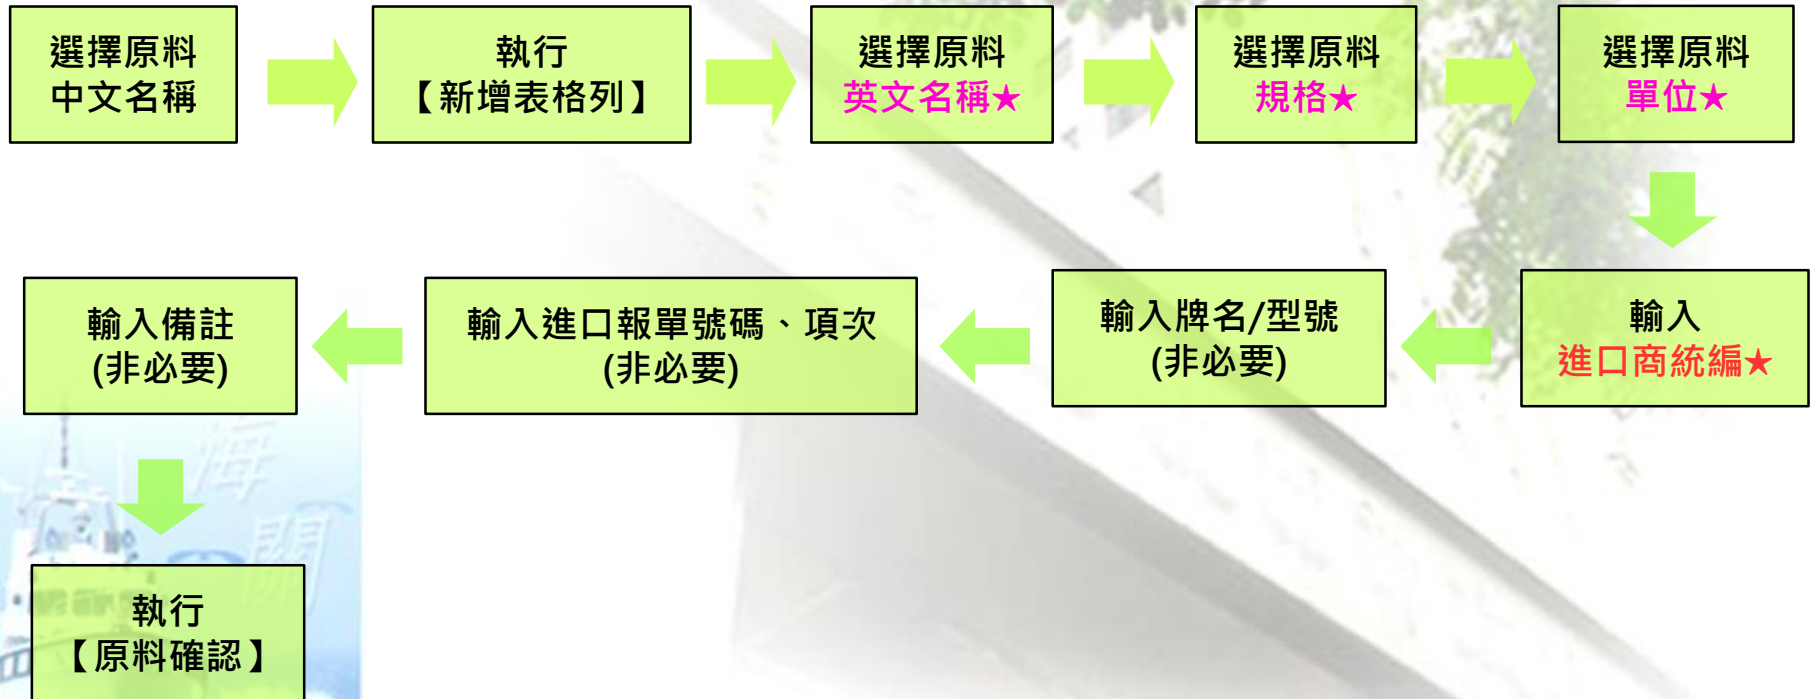 選擇原料
中文名稱
執行
【新增表格列】
選擇原料
英文名稱★
選擇原料
規格★
選擇原料
單位★
輸入
進口商統編★
輸入牌名/型號
(非必要)
輸入進口報單號碼、項次
(非必要)
輸入備註
(非必要)
執行
【原料確認】
海
關